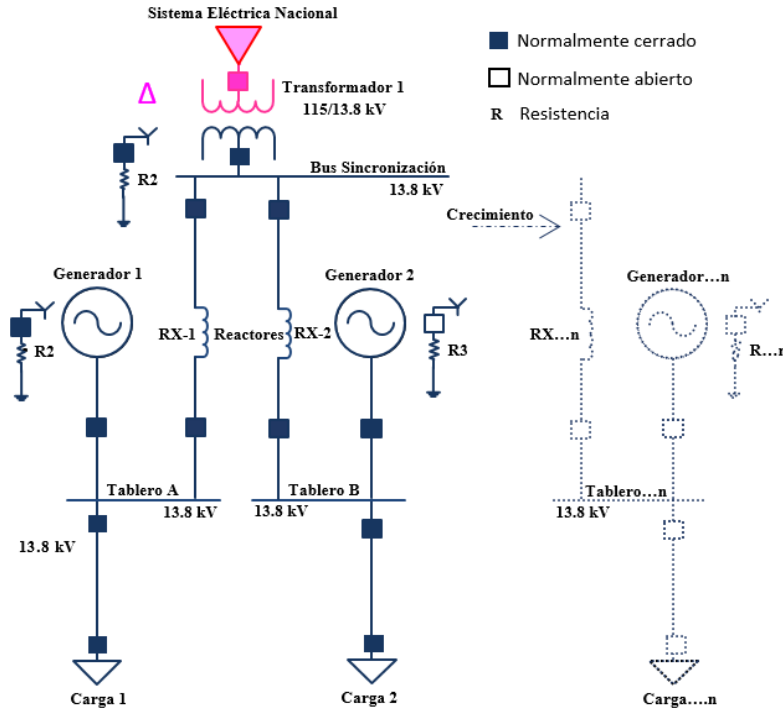 Sistema Eléctrica Nacional
Normalmente cerrado
Normalmente abierto
R Resistencia
Δ
Transformador 1
115/13.8 kV
R2
Bus Sincronización
13.8 kV
Crecimiento
Generador 1
Generador 2
Generador...n
R2
RX-1
Reactores
RX-2
R3
RX...n
R...n
Tablero A
Tablero B
Tablero...n
13.8 kV
13.8 kV
13.8 kV
13.8 kV
Carga 1
Carga 2
Carga....n